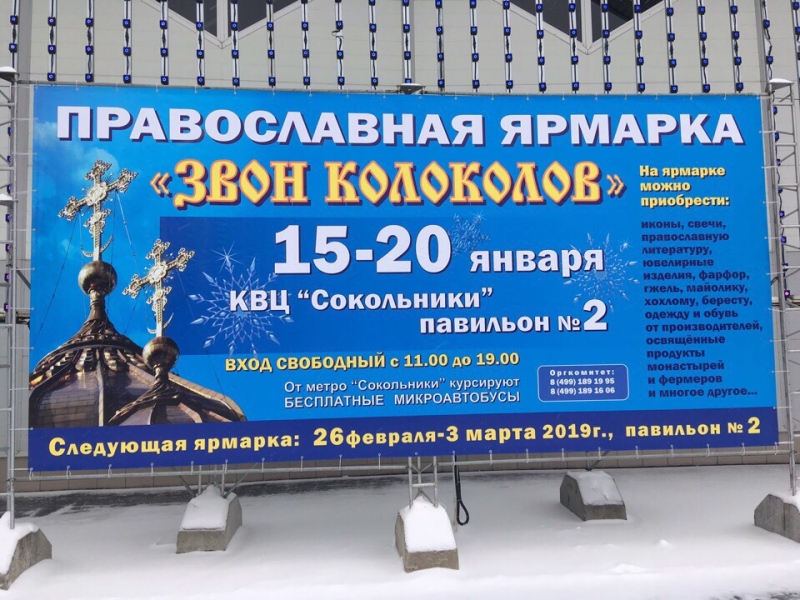 ПРАВОСЛАВНАЯ ЯРМАРКА
«ЗВОН КОЛОКОЛОВ»
15-20 января
КВЦ "Сокольники"
павильон №2
ВХОД СВОБОДНЫЙ с 11.00 до 19.00
От метро "Сокольники" курсируют
БЕСПЛАТНЫЕ МИКРОАВТОБУСЫ
Оргкомитет:
8 (499) 189 19 95
8 (499) 189 16 06
На ярмарке
можно
приобрести:
иконы, свечи,
православную
литературу,
ювелирные
изделия, фарфор,
гжель, майолику,
хохлому, бересту,
одежду и обувь
от производителей,
освящённые
продукты
монастырей
и фермеров
и многое другое...
Следующая ярмарка: 26февраля-3 марта 2019г., павильон №2